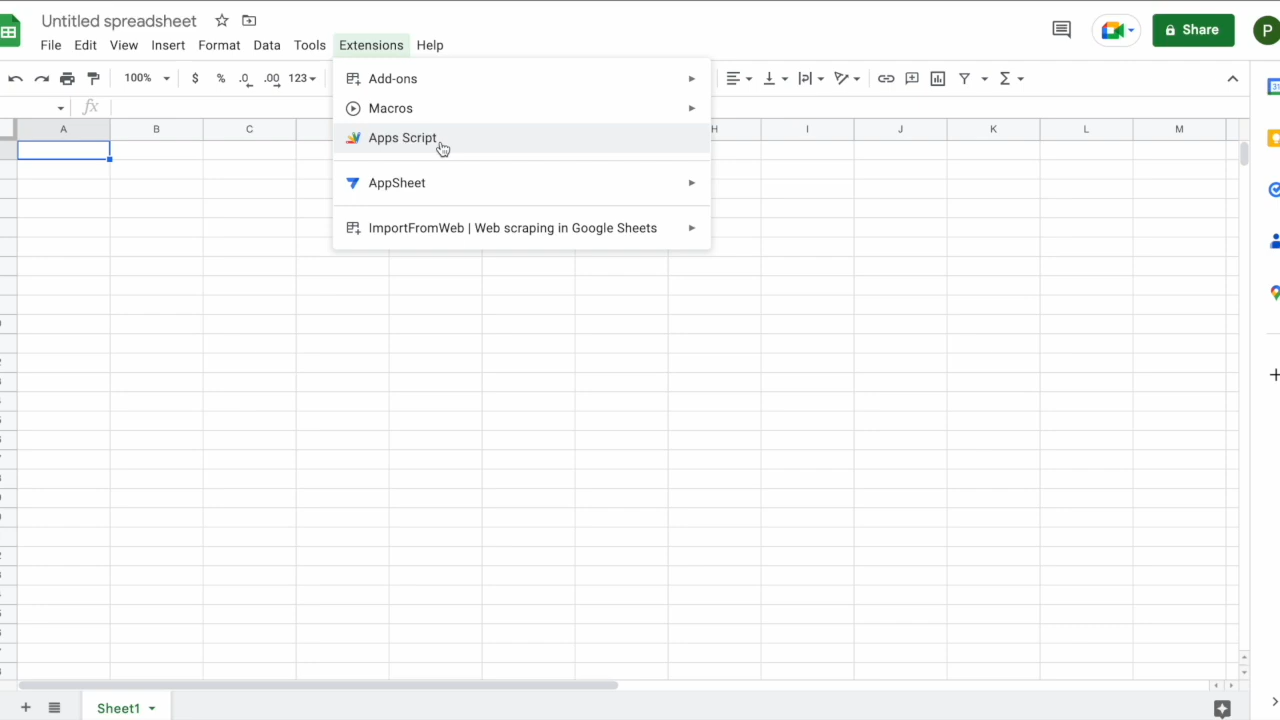 Untitled spreadsheet
Share
P
File Edit View Insert Format Data Tools Extensions Help
100% $ % .0 .00 123
Add-ons
Macros
Apps Script
AppSheet
ImportFromWeb | Web scraping in Google Sheets
fx
A B C H I J K L M
Sheet1